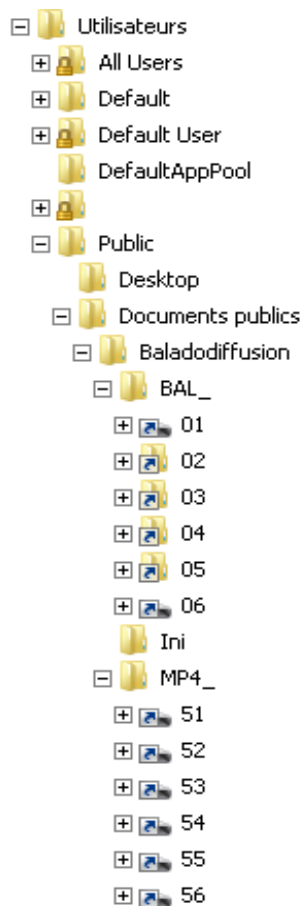 Utilisateurs
All Users
Default
Default User
DefaultAppPool
Public
Desktop
Documents publics
Baladodiffusion
BAL_
01
02
03
04
05
06
Ini
MP4_
51
52
53
54
55
56